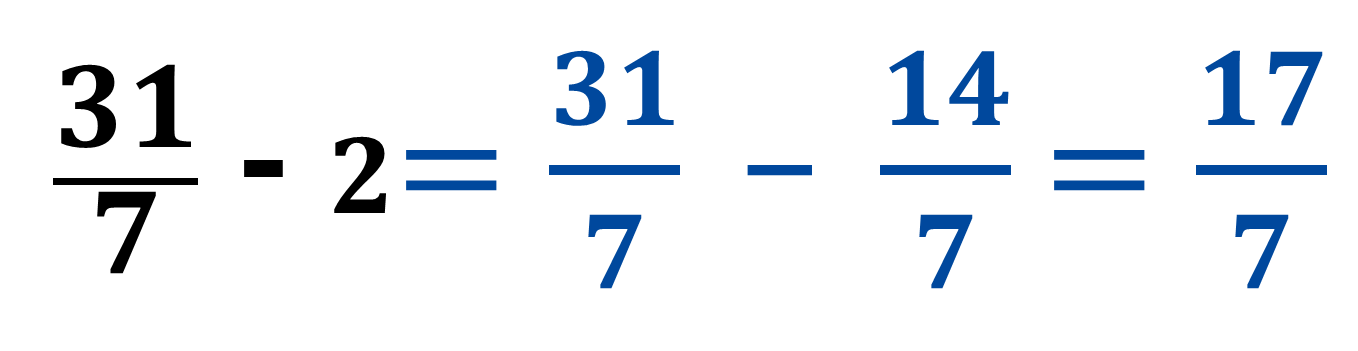 31/7 - 2 = 31/7 − 14/7 = 17/7